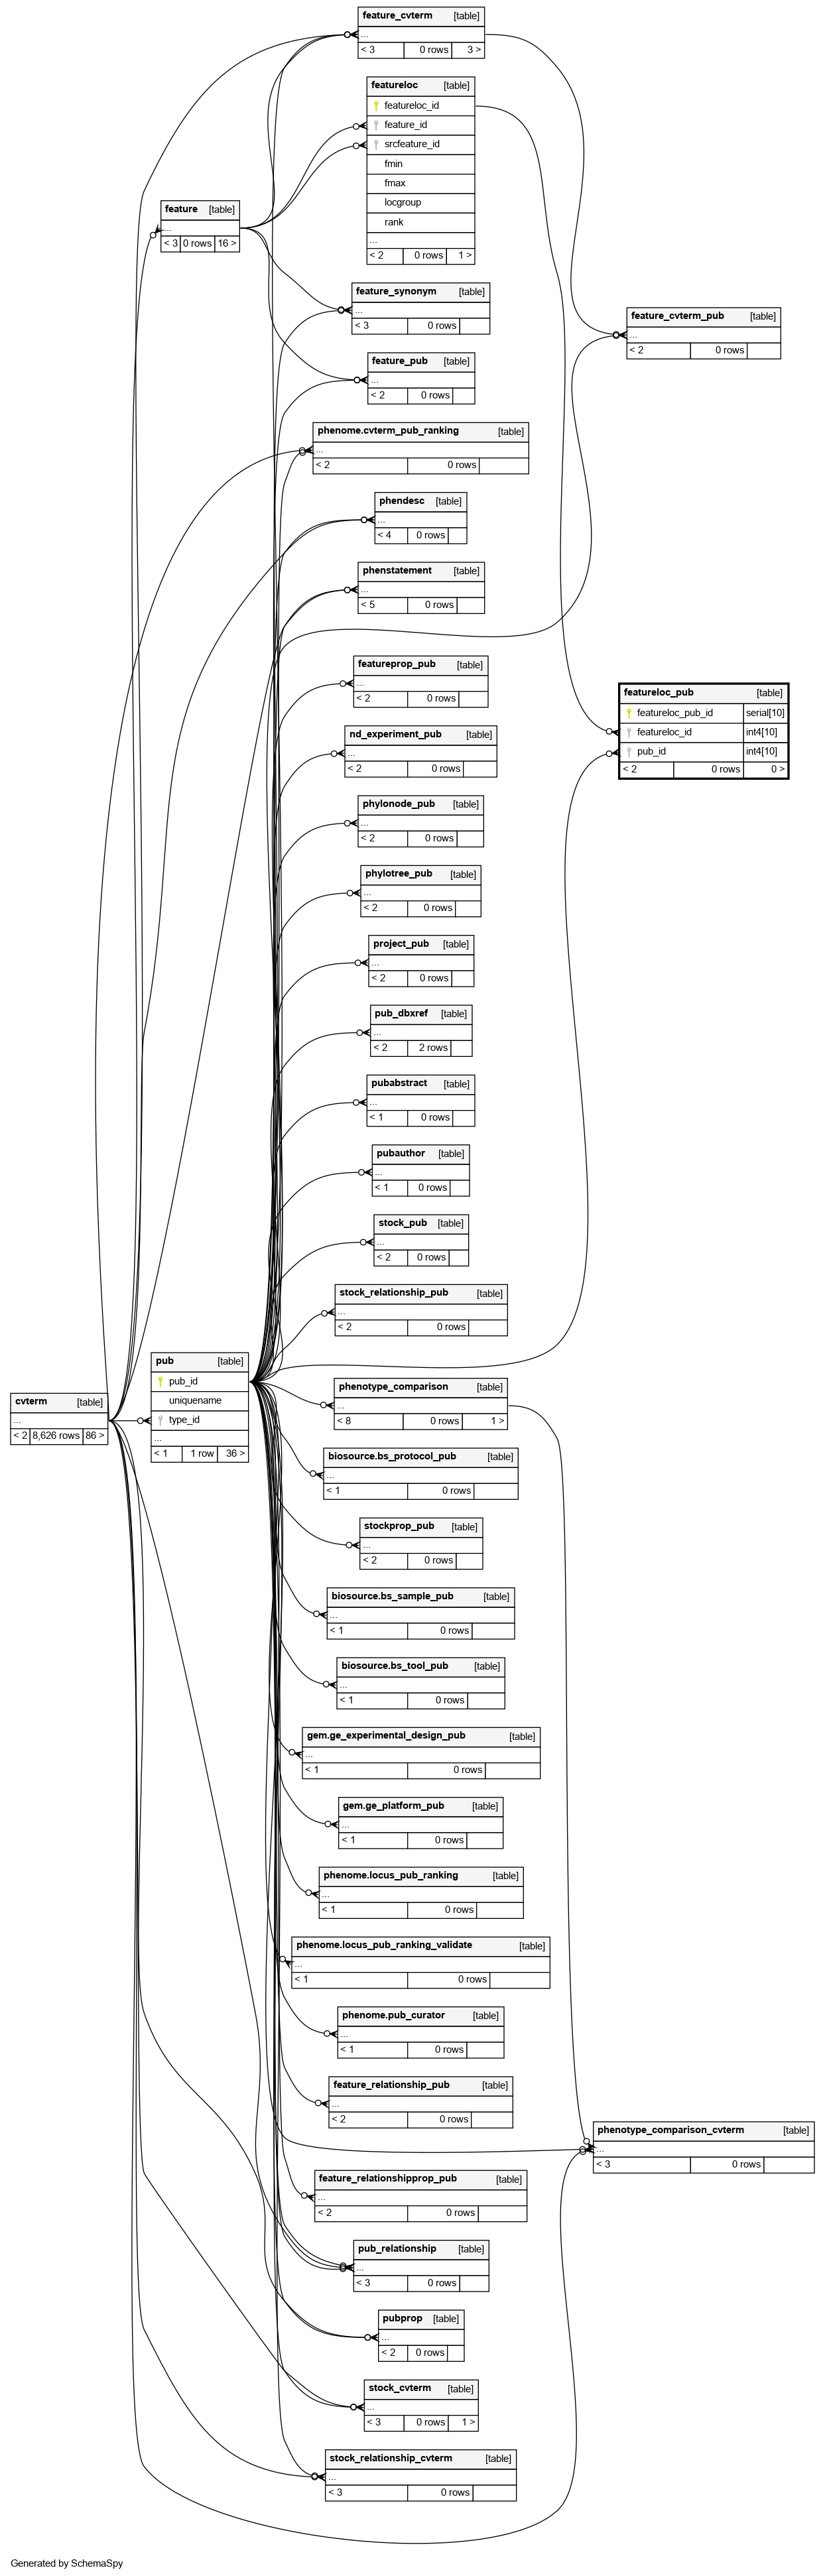 feature_cvterm [table]
...
< 3 0 rows 3 >
featureloc [table]
featureloc_id
feature_id
srcfeature_id
fmin
fmax
locgroup
rank
...
< 2 0 rows 1 >
feature [table]
...
< 3 0 rows 16 >
feature_synonym [table]
...
< 3 0 rows
feature_cvterm_pub [table]
...
< 2 0 rows
feature_pub [table]
...
< 2 0 rows
phenome.cvterm_pub_ranking [table]
...
< 2 0 rows
phendesc [table]
...
< 4 0 rows
phenstatement [table]
...
< 5 0 rows
featureprop_pub [table]
...
< 2 0 rows
featureloc_pub [table]
featureloc_pub_id serial[10]
featureloc_id int4[10]
pub_id int4[10]
< 2 0 rows 0 >
nd_experiment_pub [table]
...
< 2 0 rows
phylonode_pub [table]
...
< 2 0 rows
phylotree_pub [table]
...
< 2 0 rows
project_pub [table]
...
< 2 0 rows
pub_dbxref [table]
...
< 2 2 rows
pubabstract [table]
...
< 1 0 rows
pubauthor [table]
...
< 1 0 rows
stock_pub [table]
...
< 2 0 rows
stock_relationship_pub [table]
...
< 2 0 rows
pub [table]
pub_id
uniquename
type_id
...
< 1 1 row 36 >
cvterm [table]
...
< 2 8,626 rows 86 >
phenotype_comparison [table]
...
< 8 0 rows 1 >
biosource.bs_protocol_pub [table]
...
< 1 0 rows
stockprop_pub [table]
...
< 2 0 rows
biosource.bs_sample_pub [table]
...
< 1 0 rows
biosource.bs_tool_pub [table]
...
< 1 0 rows
gem.ge_experimental_design_pub [table]
...
< 1 0 rows
gem.ge_platform_pub [table]
...
< 1 0 rows
phenome.locus_pub_ranking [table]
...
< 1 0 rows
phenome.locus_pub_ranking_validate [table]
...
< 1 0 rows
phenome.pub_curator [table]
...
< 1 0 rows
feature_relationship_pub [table]
...
< 2 0 rows
phenotype_comparison_cvterm [table]
...
< 3 0 rows
feature_relationshipprop_pub [table]
...
< 2 0 rows
pub_relationship [table]
...
< 3 0 rows
pubprop [table]
...
< 2 0 rows
stock_cvterm [table]
...
< 3 0 rows 1 >
stock_relationship_cvterm [table]
...
< 3 0 rows
Generated by SchemaSpy